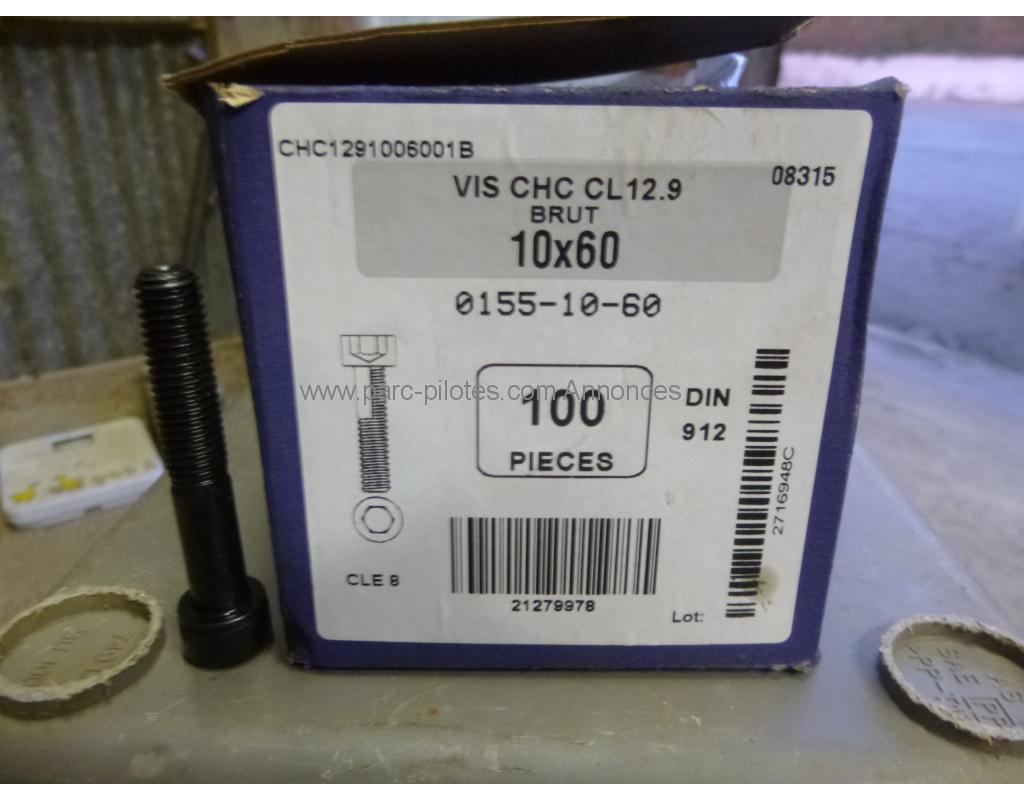 CHC1291006001B
08315
VIS CHC CL12.9
BRUT
10x60
0155-10-60
www.parc-pilotes.com Annonces
100
PIECES
DIN
912
2716948C
CLE 8
21279978
Lot: